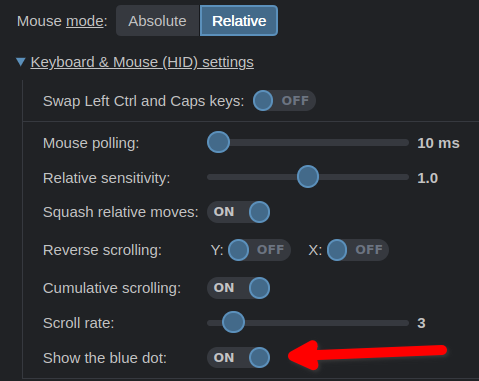 Mouse mode: Absolute Relative
Keyboard & Mouse (HID) settings
Swap Left Ctrl and Caps keys: OFF
Mouse polling: 10 ms
Relative sensitivity: 1.0
Squash relative moves: ON
Reverse scrolling: Y: OFF X: OFF
Cumulative scrolling: ON
Scroll rate: 3
Show the blue dot: ON